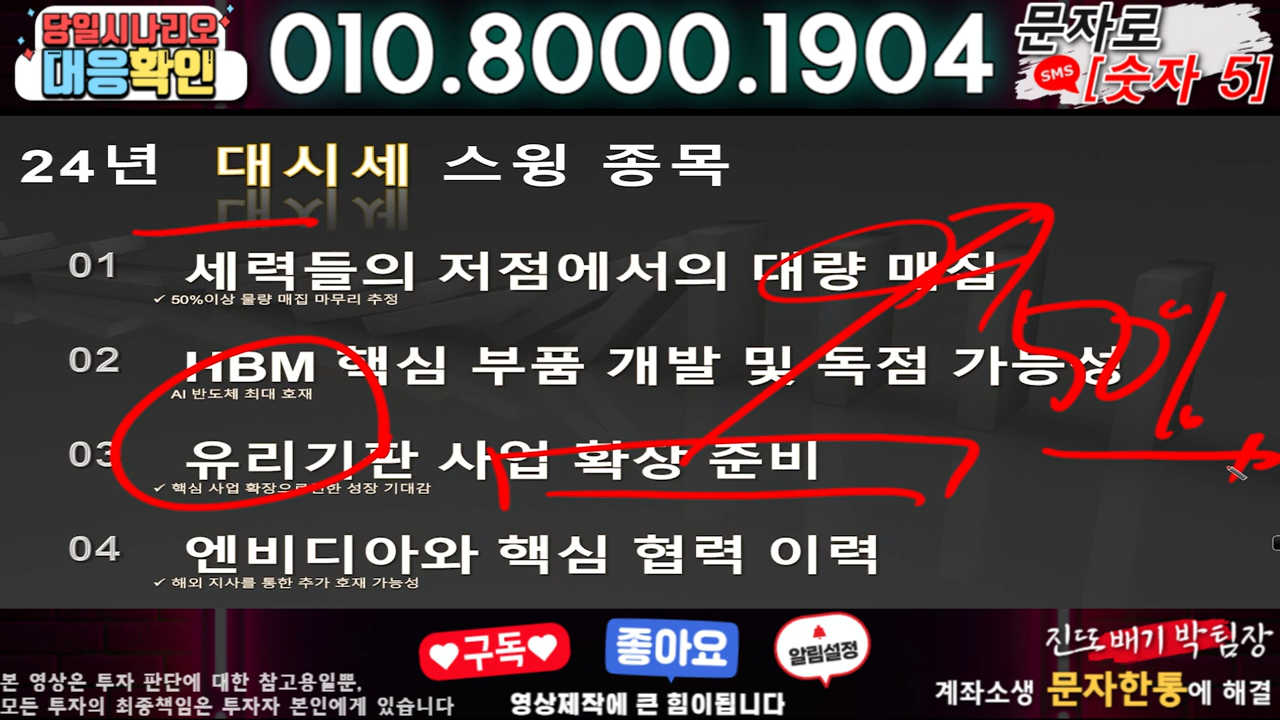 당일시나리오
대응확인
010.8000.1904
문자로
SMS [숫자 5]
24년 대시세 스윙 종목
01 세력들의 저점에서의 대량 매집
✓ 50%이상 물량 매집 마무리 추정
50%
02 HBM 핵심 부품 개발 및 독점 가능성
AI 반도체 최대 호재
03 유리기판 사업 확장 준비
✓ 핵심 사업 확장으로인한 성장 기대감
04 엔비디아와 핵심 협력 이력
✓ 해외 지사를 통한 추가 호재 가능성
구독
좋아요
알림설정
영상제작에 큰 힘이됩니다
본 영상은 투자 판단에 대한 참고용일뿐,
모든 투자의 최종책임은 투자자 본인에게 있습니다
진또배기 박팀장
계좌소생 문자한통에 해결